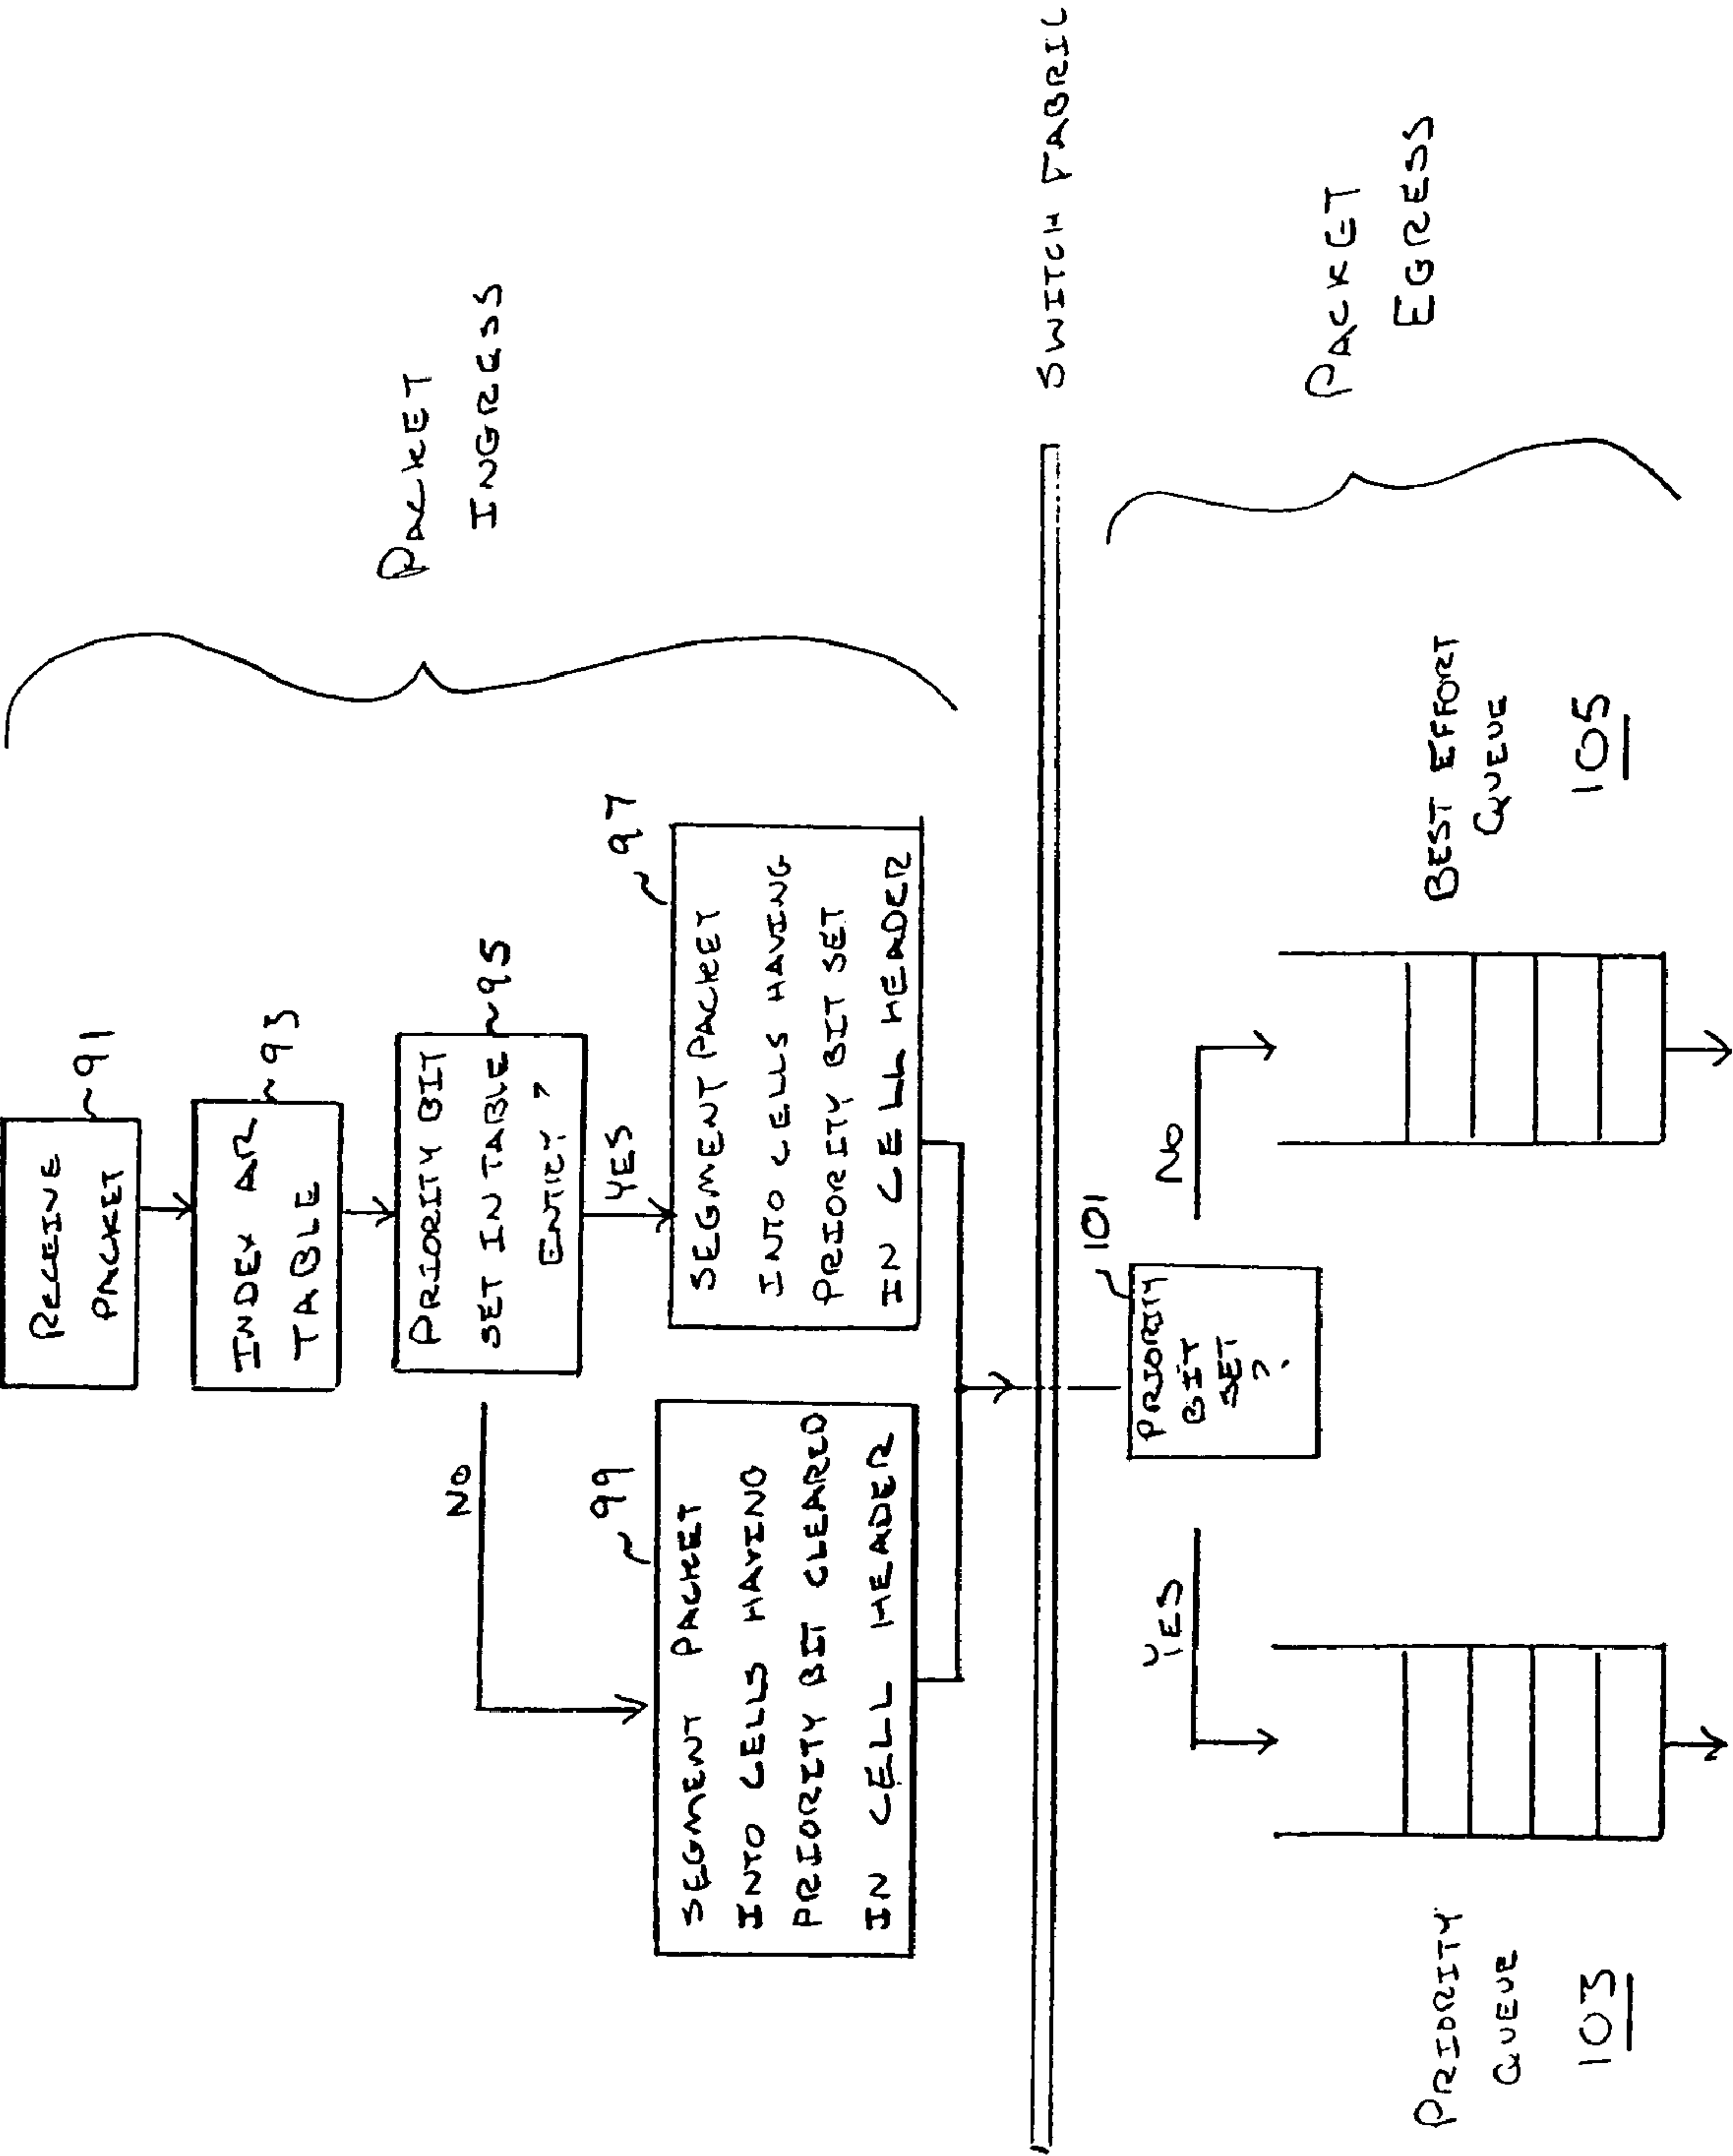 RECEIVE
PACKET
91
INDEX AR
TABLE
93
PRIORITY BIT
SET IN TABLE
ENTRY ?
95
NO
YES
SEGMENT PACKET
INTO CELLS HAVING
PRIORITY BIT CLEARED
IN CELL HEADER
99
SEGMENT PACKET
INTO CELLS HAVING
PRIORITY BIT SET
IN CELL HEADER
97
PACKET
INGRESS
SWITCH FABRIC
PRIORITY
BIT
SET
?
101
YES
NO
PRIORITY
QUEUE
103
BEST EFFORT
QUEUE
105
PACKET
EGRESS